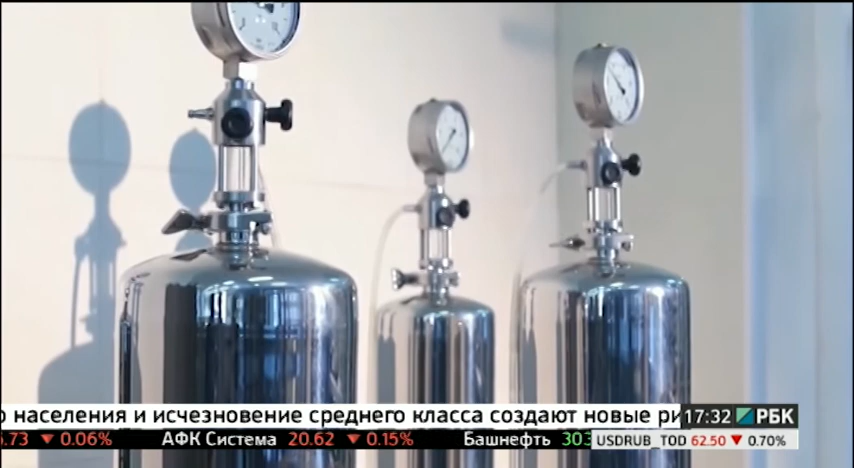 о населения и исчезновение среднего класса создают новые ри 17:32 РБК
.73 ▼ 0.06% АФК Система 20.62 ▼ 0.15% Башнефть 303 USDRUB_TOD 62.50 ▼ 0.70%